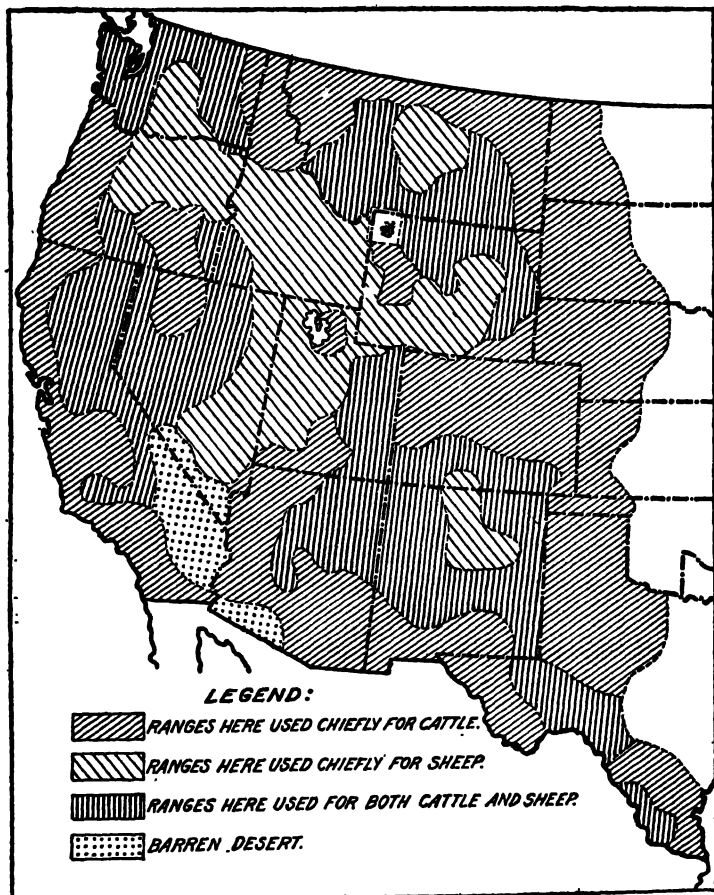 LEGEND:
RANGES HERE USED CHIEFLY FOR CATTLE.
RANGES HERE USED CHIEFLY FOR SHEEP.
RANGES HERE USED FOR BOTH CATTLE AND SHEEP.
BARREN DESERT.